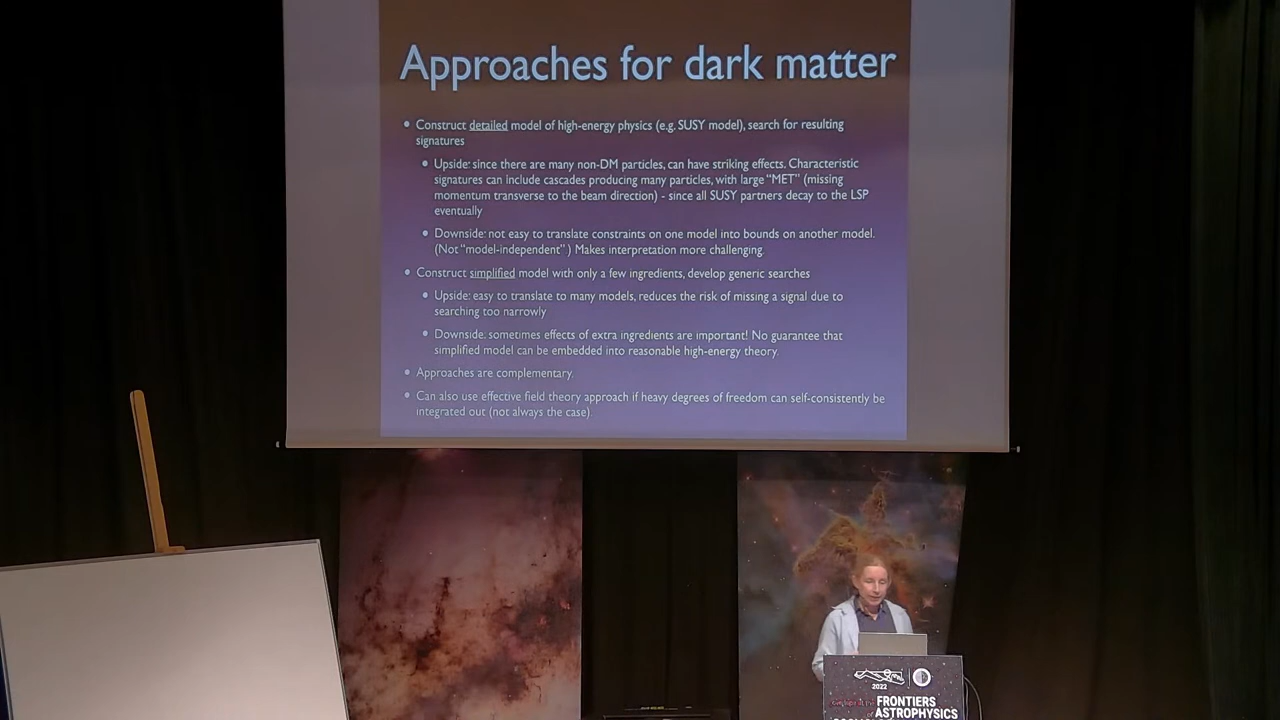 Approaches for dark matter
• Construct detailed model of high-energy physics (e.g. SUSY model), search for resulting
signatures
• Upside: since there are many non-DM particles, can have striking effects. Characteristic
signatures can include cascades producing many particles, with large “MET” (missing
momentum transverse to the beam direction) - since all SUSY partners decay to the LSP
eventually
• Downside: not easy to translate constraints on one model into bounds on another model.
(Not “model-independent”) Makes interpretation more challenging.
• Construct simplified model with only a few ingredients, develop generic searches
• Upside: easy to translate to many models, reduces the risk of missing a signal due to
searching too narrowly
• Downside: sometimes effects of extra ingredients are important! No guarantee that
simplified model can be embedded into reasonable high-energy theory.
• Approaches are complementary.
• Can also use effective field theory approach if heavy degrees of freedom can self-consistently be
integrated out (not always the case).
2022
FRONTIERS
ASTROPHYSICS